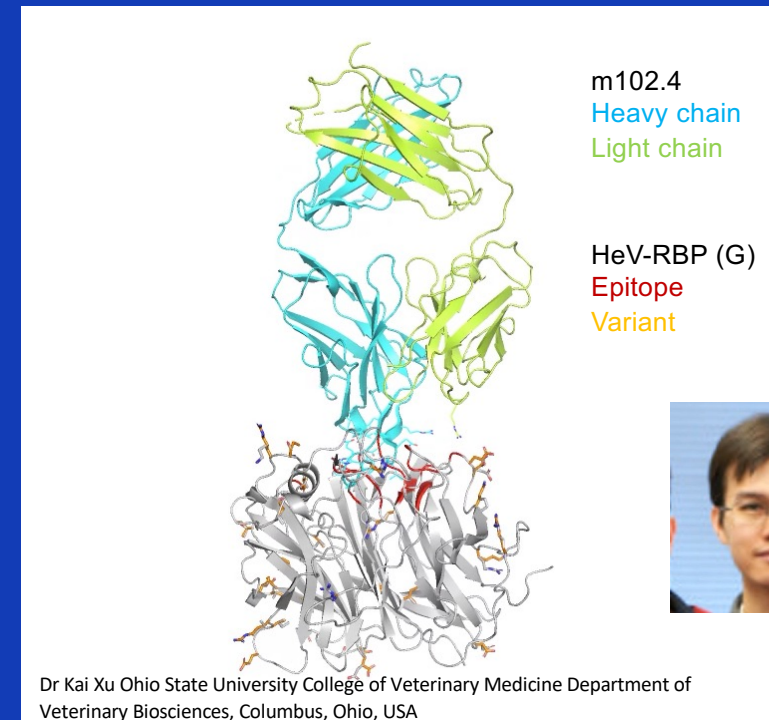 m102.4
Heavy chain
Light chain
HeV-RBP (G)
Epitope
Variant
Dr Kai Xu Ohio State University College of Veterinary Medicine Department of
Veterinary Biosciences, Columbus, Ohio, USA